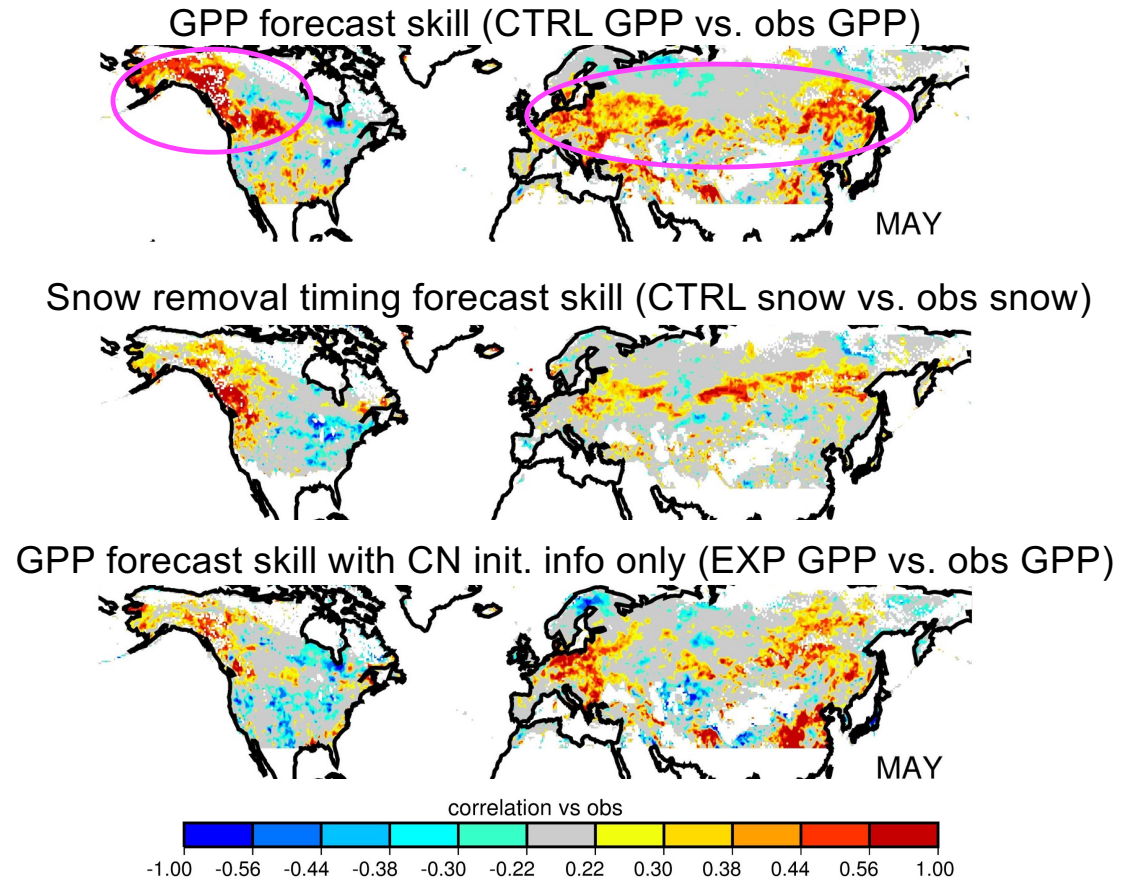 GPP forecast skill (CTRL GPP vs. obs GPP)
MAY
Snow removal timing forecast skill (CTRL snow vs. obs snow)
GPP forecast skill with CN init. info only (EXP GPP vs. obs GPP)
MAY
correlation vs obs
-1.00 -0.56 -0.44 -0.38 -0.30 -0.22 0.22 0.30 0.38 0.44 0.56 1.00